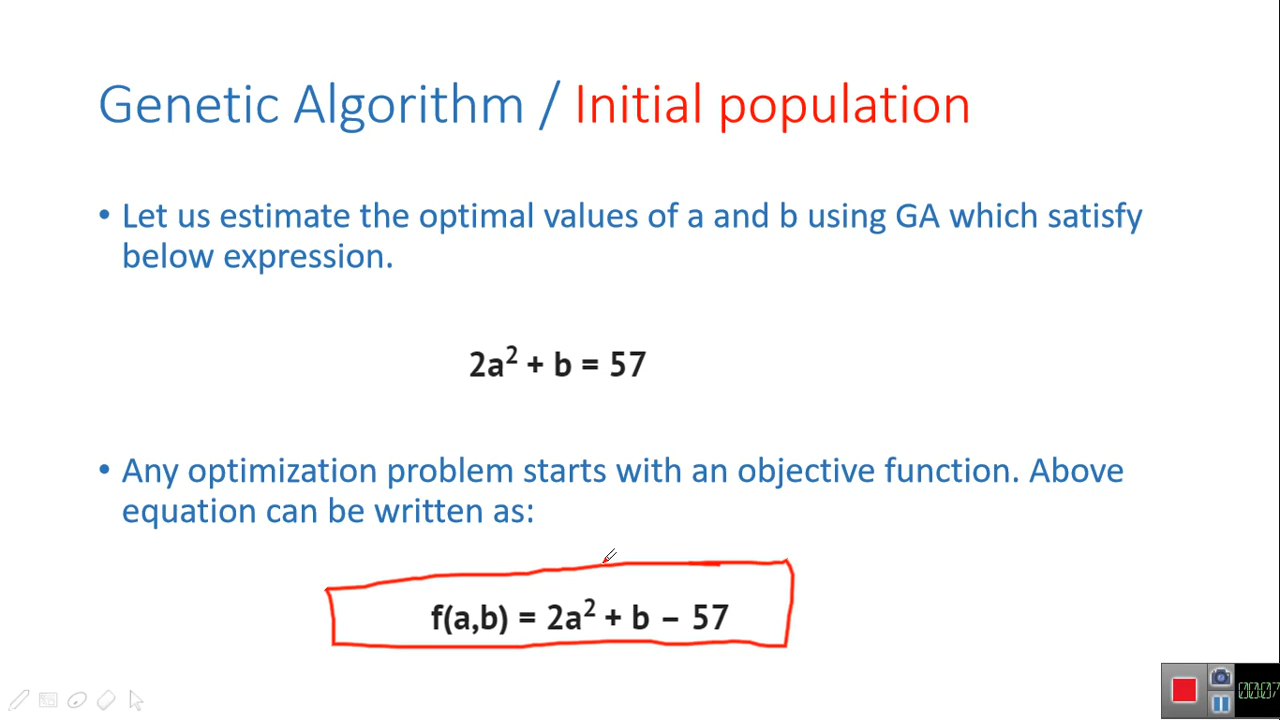 Genetic Algorithm / Initial population
• Let us estimate the optimal values of a and b using GA which satisfy
below expression.
2a² + b = 57
• Any optimization problem starts with an objective function. Above
equation can be written as:
f(a,b) = 2a² + b – 57